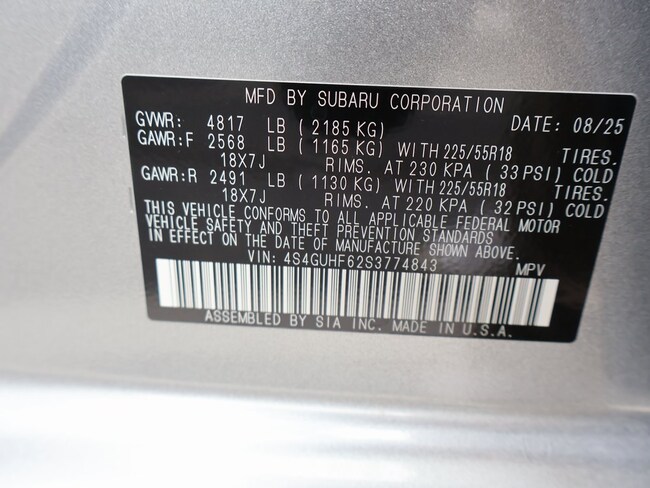 MFD BY SUBARU CORPORATION
GVWR: 4817 LB ( 2185 KG) DATE: 08/25
GAWR:F 2568 LB ( 1165 KG) WITH 225/55R18 TIRES.
18X7J RIMS. AT 230 KPA ( 33 PSI) COLD
GAWR:R 2491 LB ( 1130 KG) WITH 225/55R18 TIRES.
18X7J RIMS. AT 220 KPA ( 32 PSI) COLD
THIS VEHICLE CONFORMS TO ALL APPLICABLE FEDERAL MOTOR
VEHICLE SAFETY AND THEFT PREVENTION STANDARDS
IN EFFECT ON THE DATE OF MANUFACTURE SHOWN ABOVE.
VIN: 4S4GUHF62S3774843 MPV
ASSEMBLED BY SIA INC. MADE IN U.S.A.